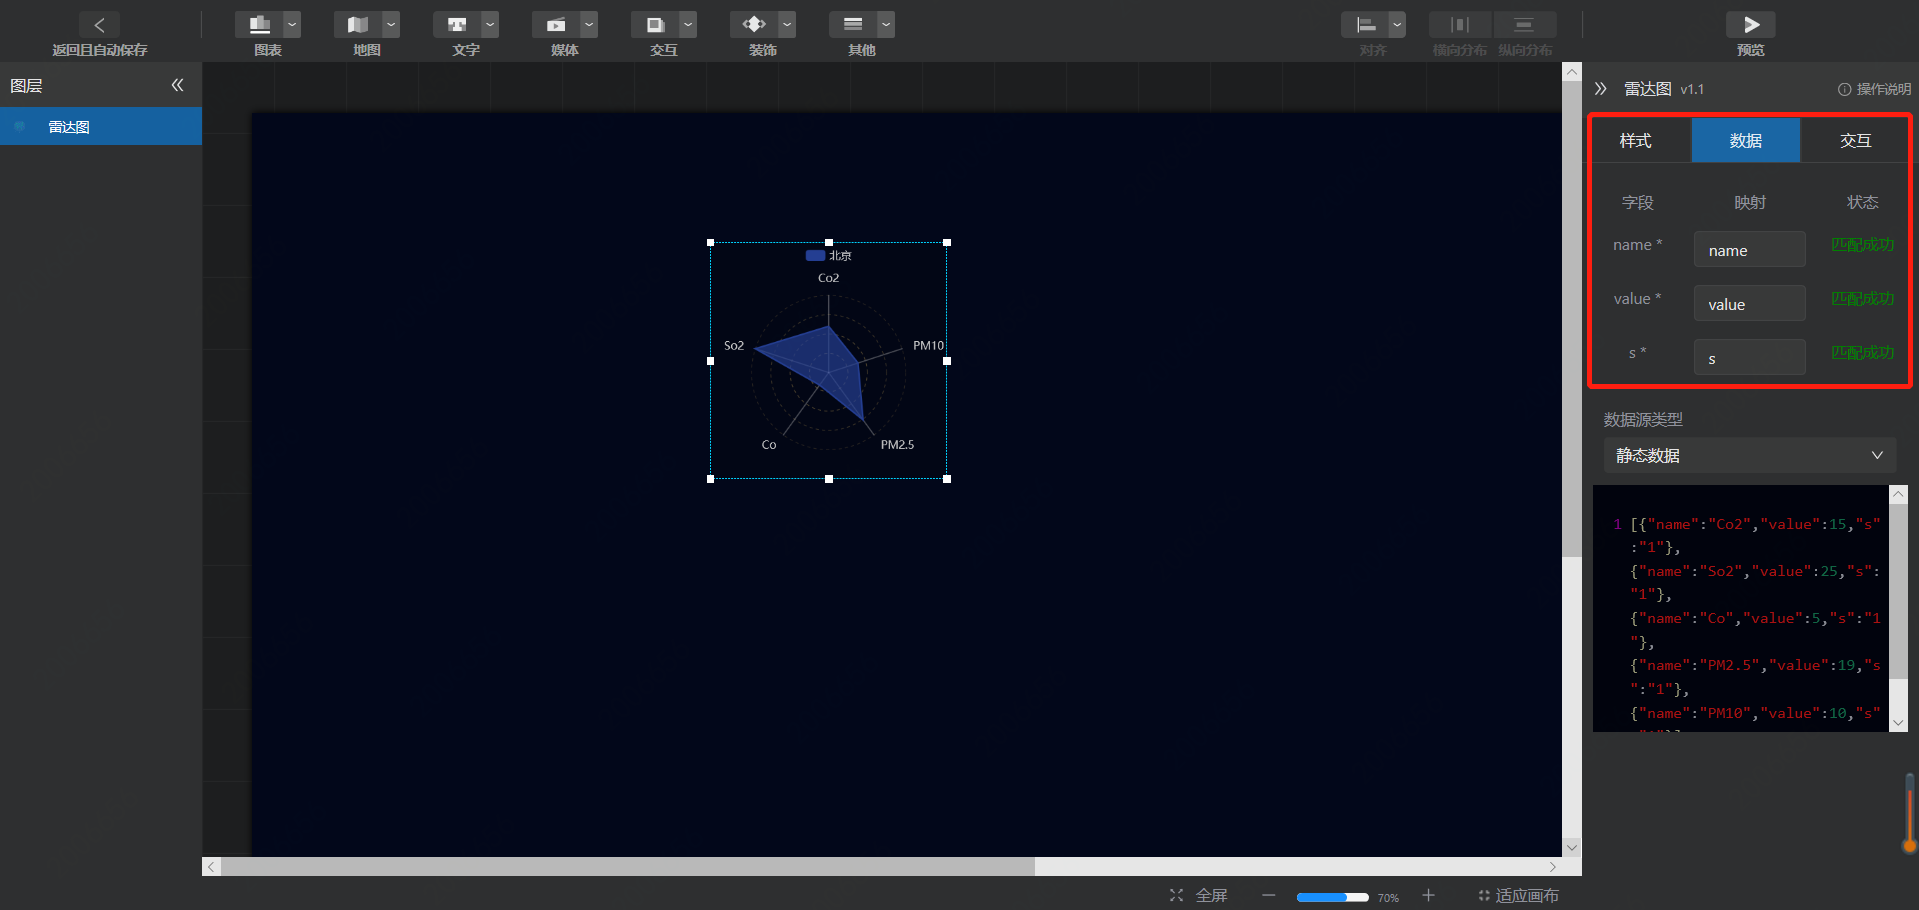 返回且自动保存
图表
地图
文字
媒体
交互
装饰
其他
对齐
横向分布
纵向分布
预览
图层
雷达图
雷达图 v1.1
操作说明
样式
数据
交互
字段
映射
状态
name *
name
匹配成功
value *
value
匹配成功
s *
s
匹配成功
北京
Co2
So2
PM10
Co
PM2.5
数据源类型
静态数据
1 [{"name":"Co2","value":15,"s"
:"1"},
{"name":"So2","value":25,"s":
"1"},
{"name":"Co","value":5,"s":"1
"},
{"name":"PM2.5","value":19,"s
":"1"},
{"name":"PM10","value":10,"s"
全屏
70%
适应画布